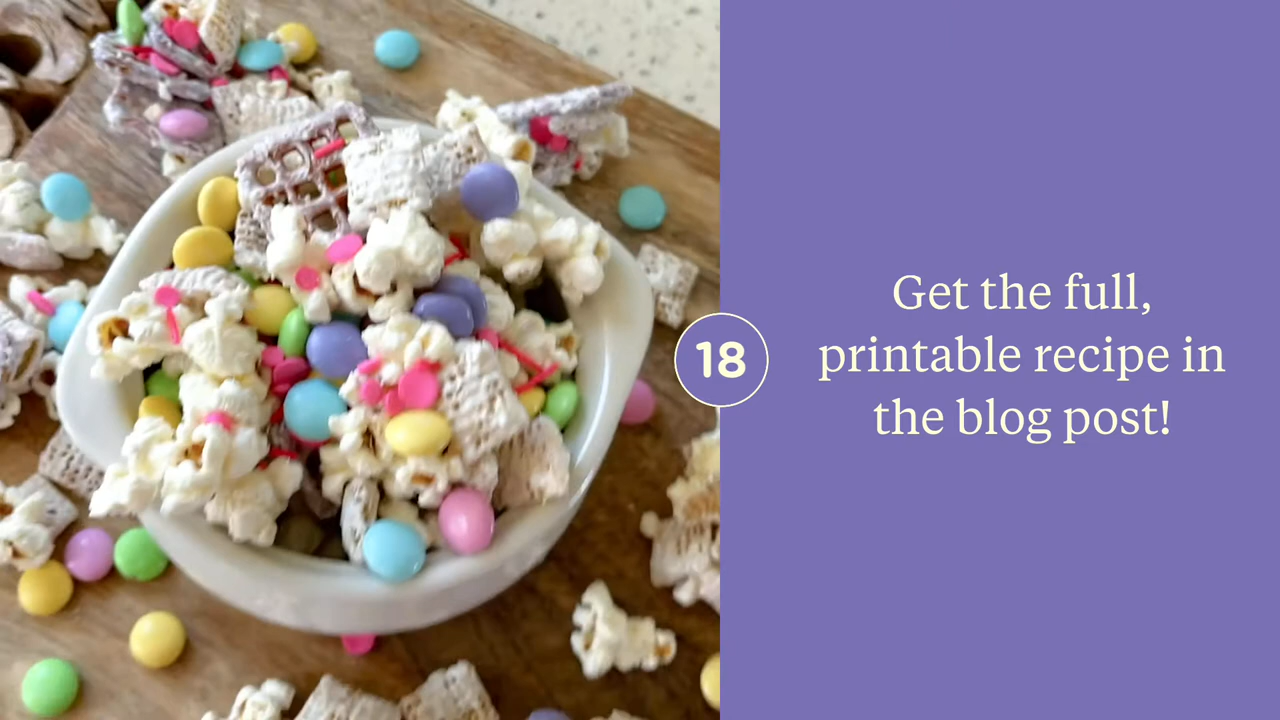 18
Get the full,
printable recipe in
the blog post!